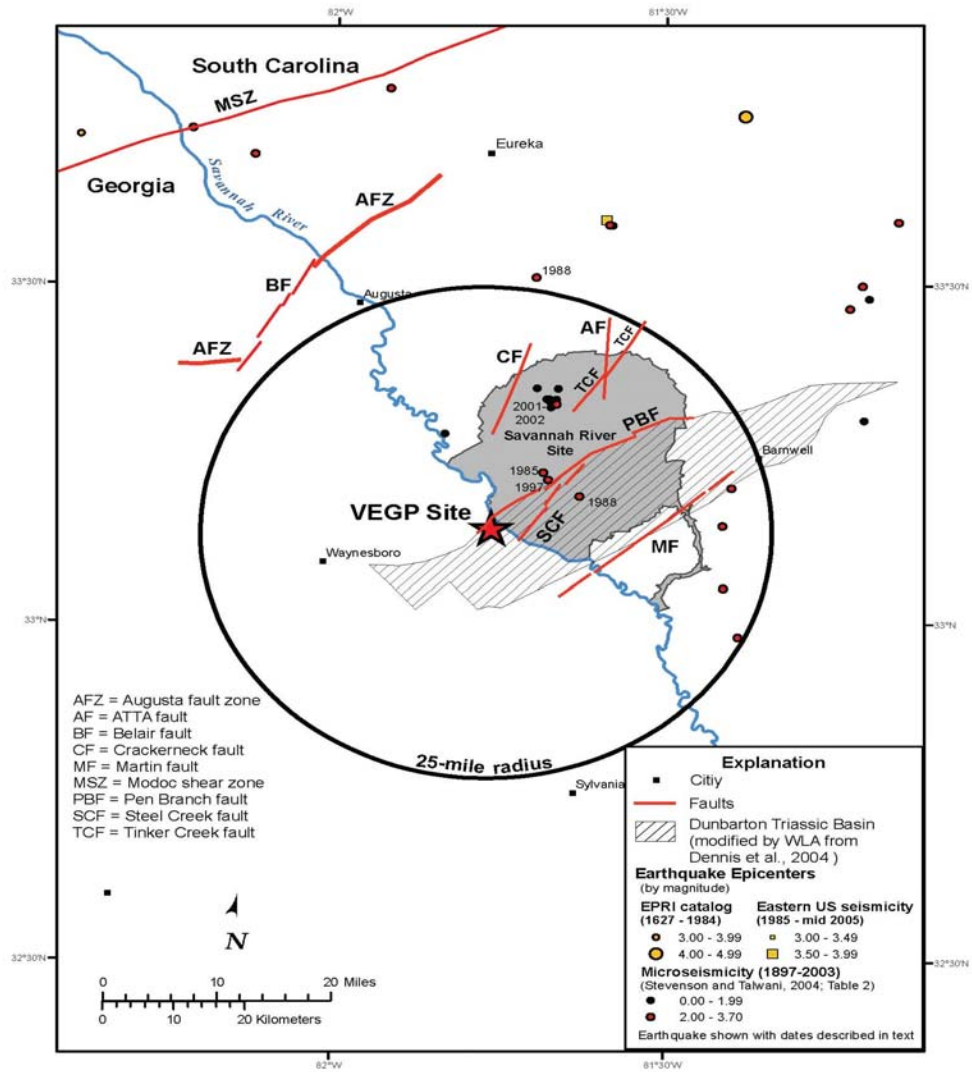 82°W
81°30'W
South Carolina
MSZ
Eureka
Georgia
Savannah
River
AFZ
33°30'N
33°30'N
1988
BF
Augusta
AF
TCF
AFZ
CF
TCF
2001-
2002
PBF
Savannah River
Site
Barnwell
1985
1997
1988
VEGP Site
SCF
MF
Waynesboro
33°N
33°N
AFZ = Augusta fault zone
AF = ATTA fault
BF = Belair fault
CF = Crackerneck fault
MF = Martin fault
MSZ = Modoc shear zone
PBF = Pen Branch fault
SCF = Steel Creek fault
TCF = Tinker Creek fault
25-mile radius
Sylvania
Explanation
Citiy
Faults
Dunbarton Triassic Basin
(modified by WLA from
Dennis et al., 2004 )
Earthquake Epicenters
(by magnitude)
EPRI catalog
(1627 - 1984)
3.00 - 3.99
4.00 - 4.99
Eastern US seismicity
(1985 - mid 2005)
3.00 - 3.49
3.50 - 3.99
Microseismicity (1897-2003)
(Stevenson and Talwani, 2004; Table 2)
0.00 - 1.99
2.00 - 3.70
Earthquake shown with dates described in text
N
32°30'N
32°30'N
0 10 20 Miles
0 10 20 Kilometers
82°W
81°30'W